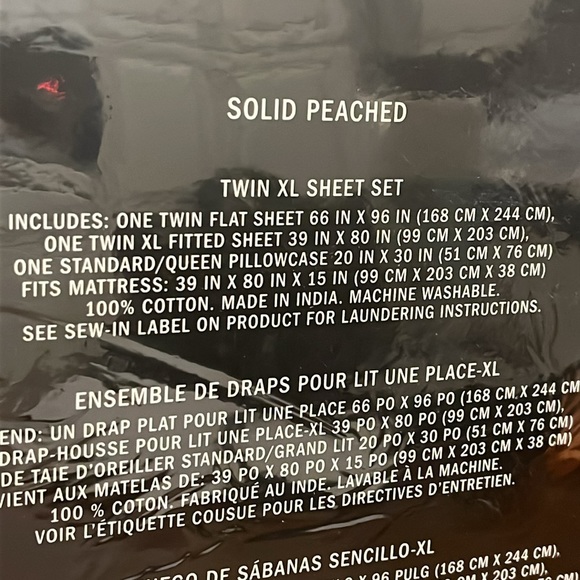 SOLID PEACHED
TWIN XL SHEET SET
INCLUDES: ONE TWIN FLAT SHEET 66 IN X 96 IN (168 CM X 244 CM),
ONE TWIN XL FITTED SHEET 39 IN X 80 IN (99 CM X 203 CM),
ONE STANDARD/QUEEN PILLOWCASE 20 IN X 30 IN (51 CM X 76 CM)
FITS MATTRESS: 39 IN X 80 IN X 15 IN (99 CM X 203 CM X 38 CM)
100% COTTON. MADE IN INDIA. MACHINE WASHABLE.
SEE SEW-IN LABEL ON PRODUCT FOR LAUNDERING INSTRUCTIONS.
ENSEMBLE DE DRAPS POUR LIT UNE PLACE-XL
END: UN DRAP PLAT POUR LIT UNE PLACE 66 PO X 96 PO (168 CM X 244 CM
DRAP-HOUSSE POUR LIT UNE PLACE-XL 39 PO X 80 PO (99 CM X 203 CM),
DE TAIE D'OREILLER STANDARD/GRAND LIT 20 PO X 30 PO (51 CM X 76 CM)
VIENT AUX MATELAS DE: 39 PO X 80 PO X 15 PO (99 CM X 203 CM X 38 CM)
100 % COTON. FABRIQUÉ AU INDE. LAVABLE À LA MACHINE.
VOIR L'ÉTIQUETTE COUSUE POUR LES DIRECTIVES D'ENTRETIEN.
DE SÁBANAS SENCILLO-XL
X 96 PULG (168 CM X 244 CM),
X 203 CM),